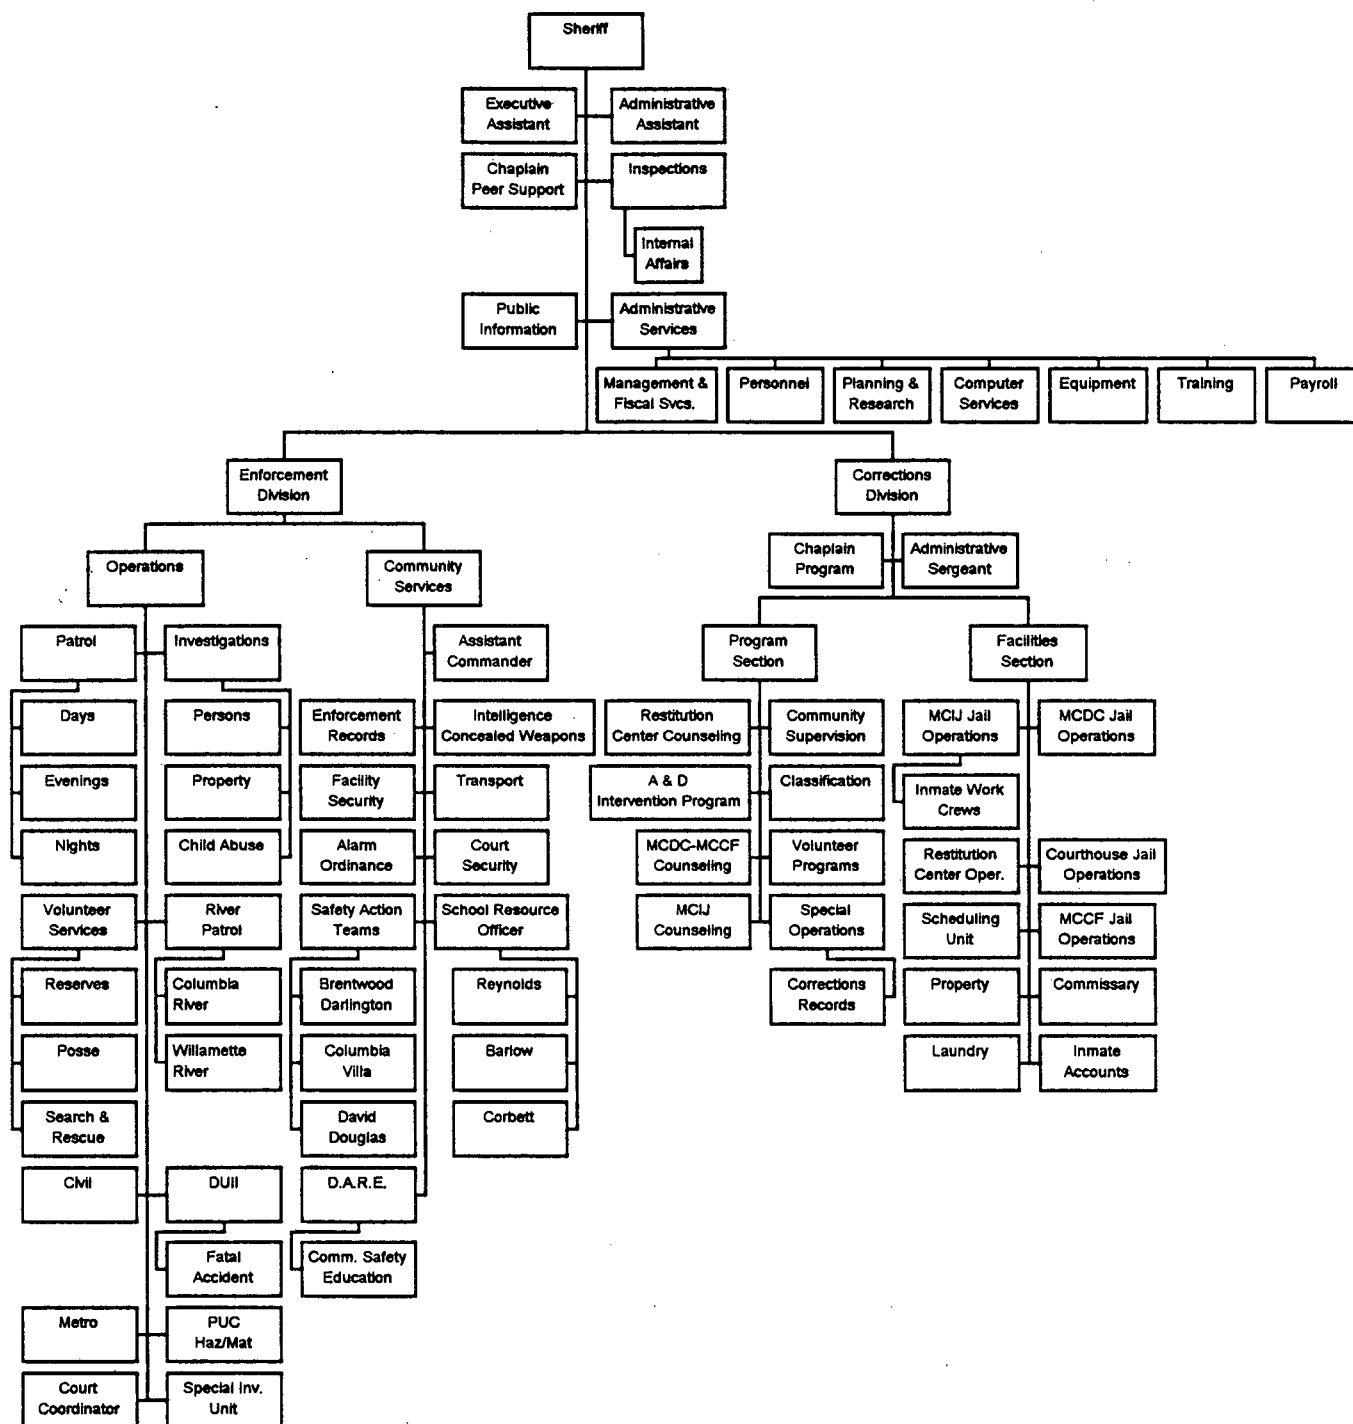 Sheriff
Executive
Assistant
Administrative
Assistant
Chaplain
Peer Support
Inspections
Internal
Affairs
Public
Information
Administrative
Services
Management &
Fiscal Svcs.
Personnel
Planning &
Research
Computer
Services
Equipment
Training
Payroll
Enforcement
Division
Corrections
Division
Operations
Community
Services
Chaplain
Program
Administrative
Sergeant
Patrol
Investigations
Assistant
Commander
Program
Section
Facilities
Section
Days
Persons
Enforcement
Records
Intelligence
Concealed Weapons
Restitution
Center Counseling
Community
Supervision
MCIJ Jail
Operations
MCDC Jail
Operations
Evenings
Property
Facility
Security
Transport
A & D
Intervention Program
Classification
Inmate Work
Crews
Nights
Child Abuse
Alarm
Ordinance
Court
Security
MCDC-MCCF
Counseling
Volunteer
Programs
Restitution
Center Oper.
Courthouse Jail
Operations
Volunteer
Services
River
Patrol
Safety Action
Teams
School Resource
Officer
MCIJ
Counseling
Special
Operations
Scheduling
Unit
MCCF Jail
Operations
Reserves
Columbia
River
Brentwood
Darlington
Reynolds
Corrections
Records
Property
Commissary
Posse
Willamette
River
Columbia
Villa
Barlow
Laundry
Inmate
Accounts
Search &
Rescue
David
Douglas
Corbett
Civil
DUII
D.A.R.E.
Fatal
Accident
Comm. Safety
Education
Metro
PUC
Haz/Mat
Court
Coordinator
Special Inv.
Unit